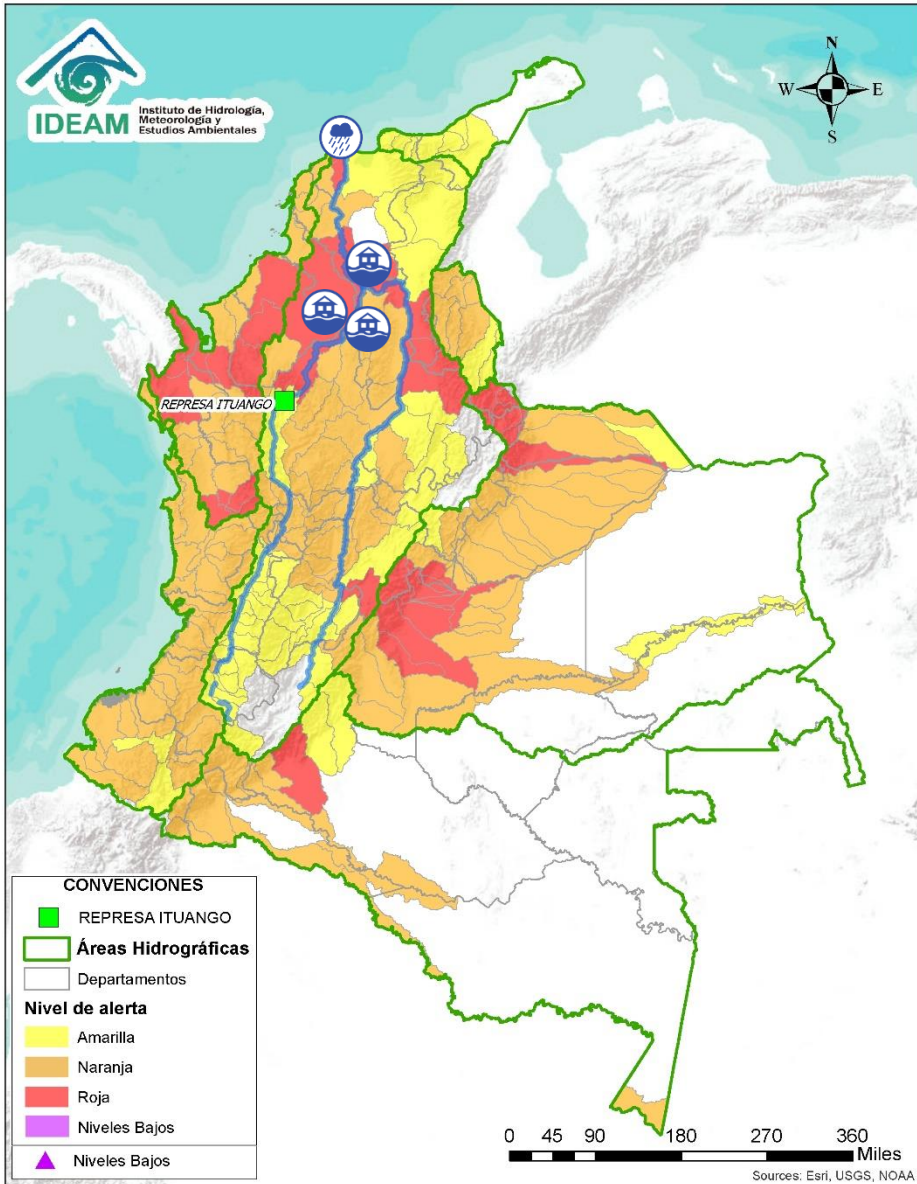 IDEAM
Instituto de Hidrología,
Meteorología y
Estudios Ambientales
N
W E
S
REPRESA ITUANGO
CONVENCIONES
REPRESA ITUANGO
Áreas Hidrográficas
Departamentos
Nivel de alerta
Amarilla
Naranja
Roja
Niveles Bajos
Niveles Bajos
0 45 90 180 270 360
Miles
Sources: Esri, USGS, NOAA